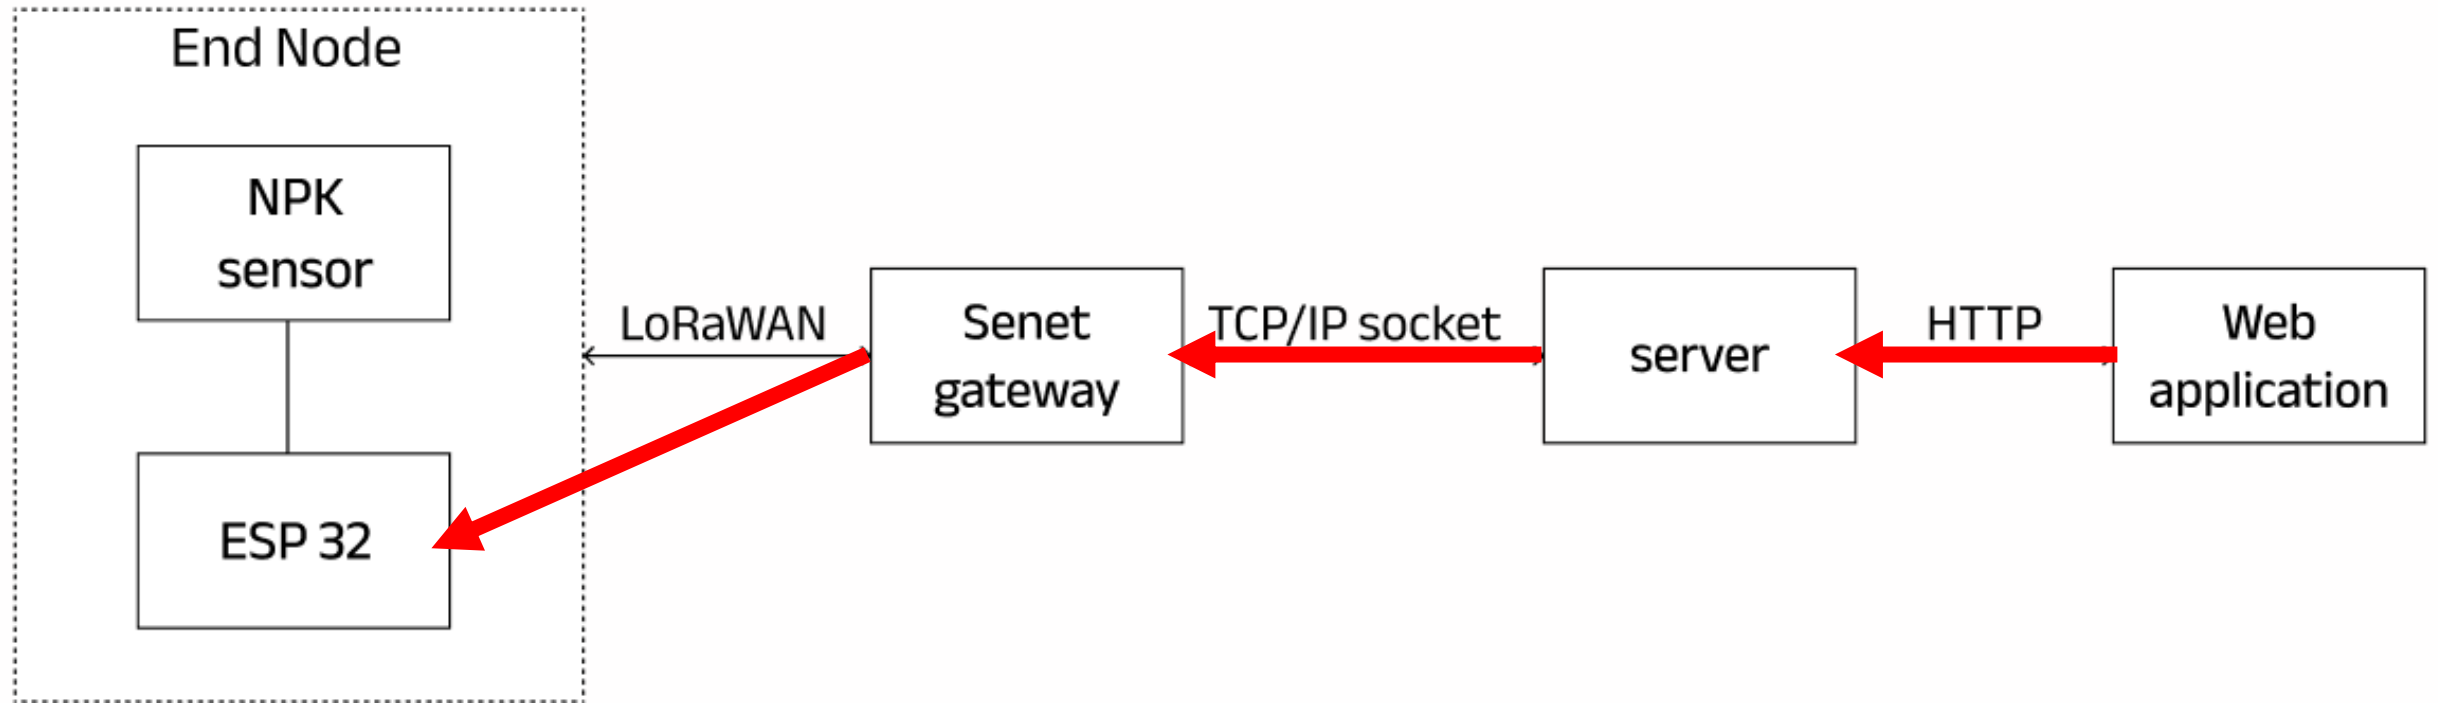 End Node
NPK
sensor
ESP 32
LoRaWAN
Senet
gateway
TCP/IP socket
server
HTTP
Web
application